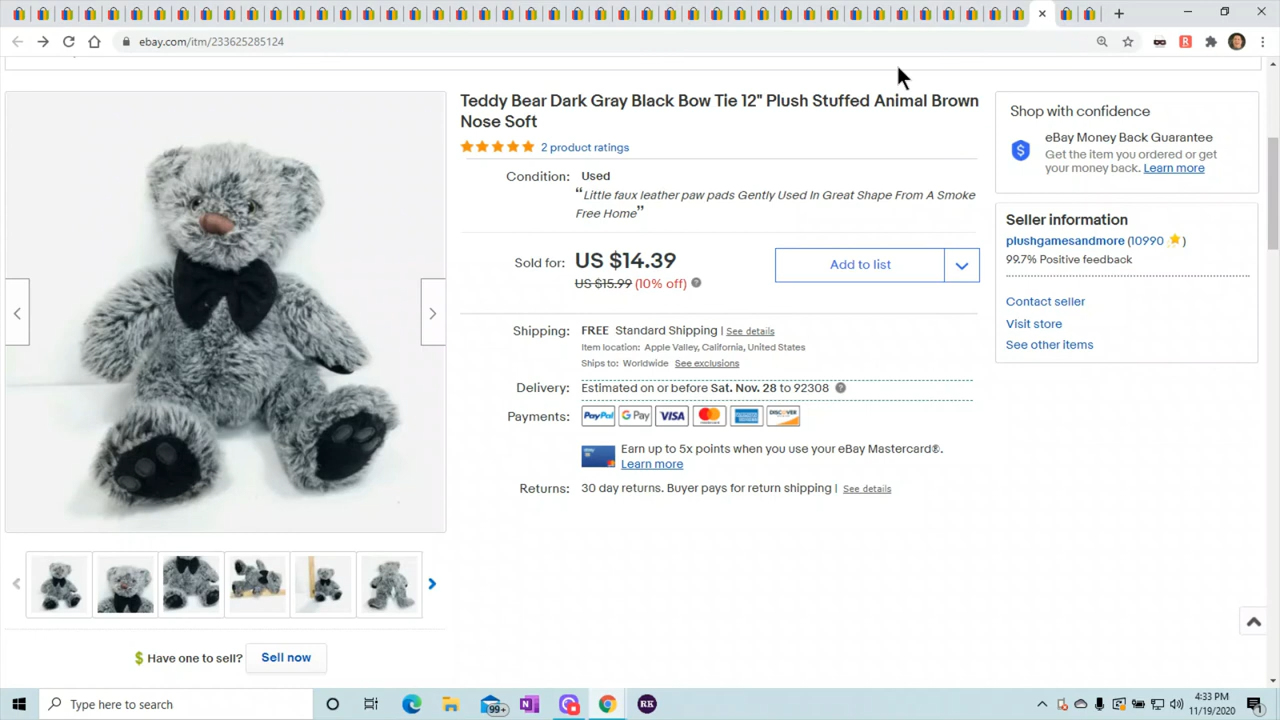 ebay.com/itm/233625285124
Teddy Bear Dark Gray Black Bow Tie 12" Plush Stuffed Animal Brown
Nose Soft
2 product ratings
Condition: Used
“Little faux leather paw pads Gently Used In Great Shape From A Smoke
Free Home”
Sold for: US $14.39
US $15.99 (10% off)
Add to list
Shipping: FREE Standard Shipping | See details
Item location: Apple Valley, California, United States
Ships to: Worldwide See exclusions
Delivery: Estimated on or before Sat. Nov. 28 to 92308
Payments: PayPal G Pay VISA DISCOVER
Earn up to 5x points when you use your eBay Mastercard®.
Learn more
Returns: 30 day returns. Buyer pays for return shipping | See details
Shop with confidence
eBay Money Back Guarantee
Get the item you ordered or get
your money back. Learn more
Seller information
plushgamesandmore (10990 )
99.7% Positive feedback
Contact seller
Visit store
See other items
Have one to sell? Sell now
Type here to search
99+
N
RK
4:33 PM
11/19/2020